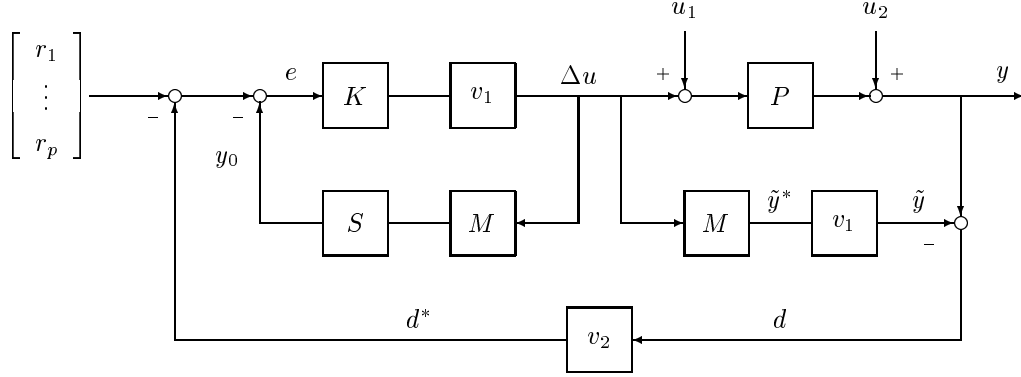 u₁
u₂
r₁
⋮
r_p
e
K
v₁
Δu
+
P
+
y
−
−
y₀
S
M
M
ỹ*
v₁
ỹ
−
d*
v₂
d